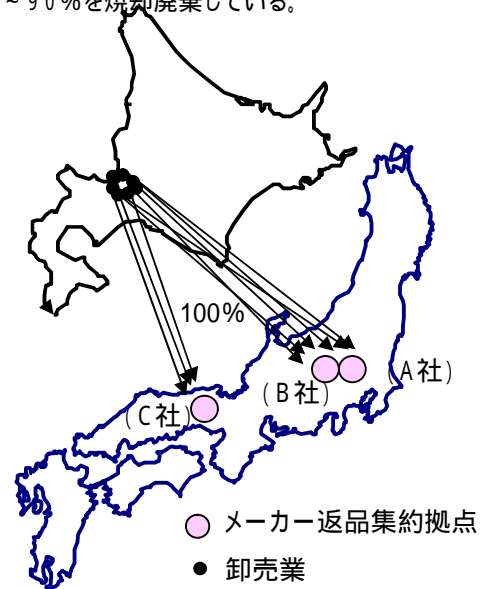 ~90%を焼却廃棄している。
100%
(A社)
(B社)
(C社)
メーカー返品集約拠点
卸売業